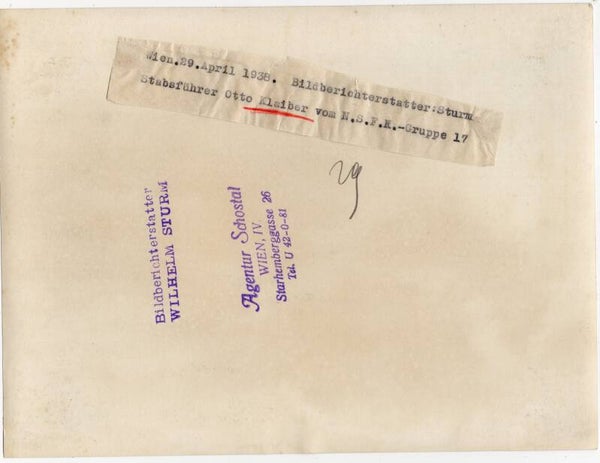 Wien.29.April 1938. Bildberichterstatter:Sturm
Stabsführer Otto Klaiber vom N.S.F.K.-Gruppe 17
29
Bildberichterstatter
WILHELM STURM
Agentur Schostal
WIEN, IV
Starhemberggasse 26
Tel. U 42-0-81